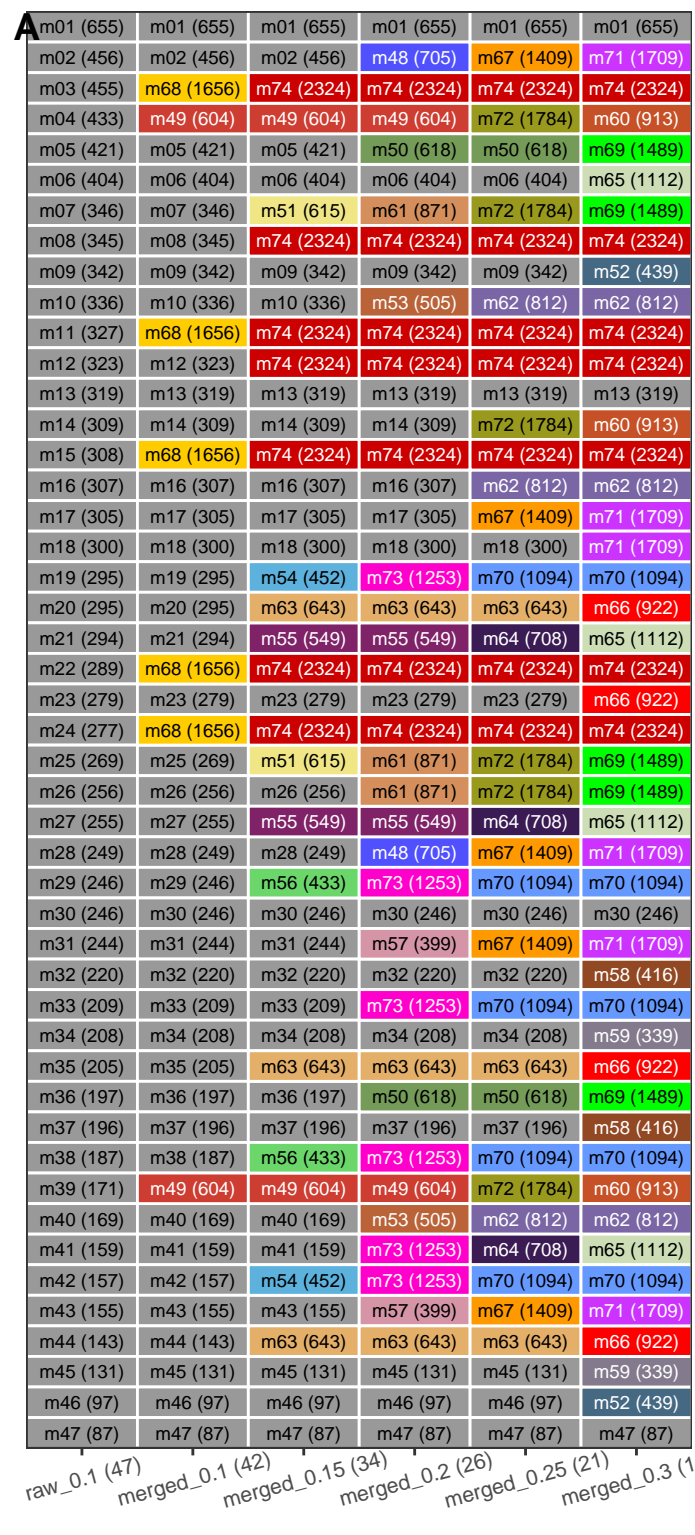 A
m01 (655) m01 (655) m01 (655) m01 (655) m01 (655) m01 (655)
m02 (456) m02 (456) m02 (456) m48 (705) m67 (1409) m71 (1709)
m03 (455) m68 (1656) m74 (2324) m74 (2324) m74 (2324) m74 (2324)
m04 (433) m49 (604) m49 (604) m49 (604) m72 (1784) m60 (913)
m05 (421) m05 (421) m05 (421) m50 (618) m50 (618) m69 (1489)
m06 (404) m06 (404) m06 (404) m06 (404) m06 (404) m65 (1112)
m07 (346) m07 (346) m51 (615) m61 (871) m72 (1784) m69 (1489)
m08 (345) m08 (345) m74 (2324) m74 (2324) m74 (2324) m74 (2324)
m09 (342) m09 (342) m09 (342) m09 (342) m09 (342) m52 (439)
m10 (336) m10 (336) m10 (336) m53 (505) m62 (812) m62 (812)
m11 (327) m68 (1656) m74 (2324) m74 (2324) m74 (2324) m74 (2324)
m12 (323) m12 (323) m74 (2324) m74 (2324) m74 (2324) m74 (2324)
m13 (319) m13 (319) m13 (319) m13 (319) m13 (319) m13 (319)
m14 (309) m14 (309) m14 (309) m14 (309) m72 (1784) m60 (913)
m15 (308) m68 (1656) m74 (2324) m74 (2324) m74 (2324) m74 (2324)
m16 (307) m16 (307) m16 (307) m16 (307) m62 (812) m62 (812)
m17 (305) m17 (305) m17 (305) m17 (305) m67 (1409) m71 (1709)
m18 (300) m18 (300) m18 (300) m18 (300) m18 (300) m71 (1709)
m19 (295) m19 (295) m54 (452) m73 (1253) m70 (1094) m70 (1094)
m20 (295) m20 (295) m63 (643) m63 (643) m63 (643) m66 (922)
m21 (294) m21 (294) m55 (549) m55 (549) m64 (708) m65 (1112)
m22 (289) m68 (1656) m74 (2324) m74 (2324) m74 (2324) m74 (2324)
m23 (279) m23 (279) m23 (279) m23 (279) m23 (279) m66 (922)
m24 (277) m68 (1656) m74 (2324) m74 (2324) m74 (2324) m74 (2324)
m25 (269) m25 (269) m51 (615) m61 (871) m72 (1784) m69 (1489)
m26 (256) m26 (256) m26 (256) m61 (871) m72 (1784) m69 (1489)
m27 (255) m27 (255) m55 (549) m55 (549) m64 (708) m65 (1112)
m28 (249) m28 (249) m28 (249) m48 (705) m67 (1409) m71 (1709)
m29 (246) m29 (246) m56 (433) m73 (1253) m70 (1094) m70 (1094)
m30 (246) m30 (246) m30 (246) m30 (246) m30 (246) m30 (246)
m31 (244) m31 (244) m31 (244) m57 (399) m67 (1409) m71 (1709)
m32 (220) m32 (220) m32 (220) m32 (220) m32 (220) m58 (416)
m33 (209) m33 (209) m33 (209) m73 (1253) m70 (1094) m70 (1094)
m34 (208) m34 (208) m34 (208) m34 (208) m34 (208) m59 (339)
m35 (205) m35 (205) m63 (643) m63 (643) m63 (643) m66 (922)
m36 (197) m36 (197) m36 (197) m50 (618) m50 (618) m69 (1489)
m37 (196) m37 (196) m37 (196) m37 (196) m37 (196) m58 (416)
m38 (187) m38 (187) m56 (433) m73 (1253) m70 (1094) m70 (1094)
m39 (171) m49 (604) m49 (604) m49 (604) m72 (1784) m60 (913)
m40 (169) m40 (169) m40 (169) m53 (505) m62 (812) m62 (812)
m41 (159) m41 (159) m41 (159) m73 (1253) m64 (708) m65 (1112)
m42 (157) m42 (157) m54 (452) m73 (1253) m70 (1094) m70 (1094)
m43 (155) m43 (155) m43 (155) m57 (399) m67 (1409) m71 (1709)
m44 (143) m44 (143) m63 (643) m63 (643) m63 (643) m66 (922)
m45 (131) m45 (131) m45 (131) m45 (131) m45 (131) m59 (339)
m46 (97) m46 (97) m46 (97) m46 (97) m46 (97) m52 (439)
m47 (87) m47 (87) m47 (87) m47 (87) m47 (87) m47 (87)
raw_0.1 (47) merged_0.1 (42) merged_0.15 (34) merged_0.2 (26) merged_0.25 (21) merged_0.3 (1